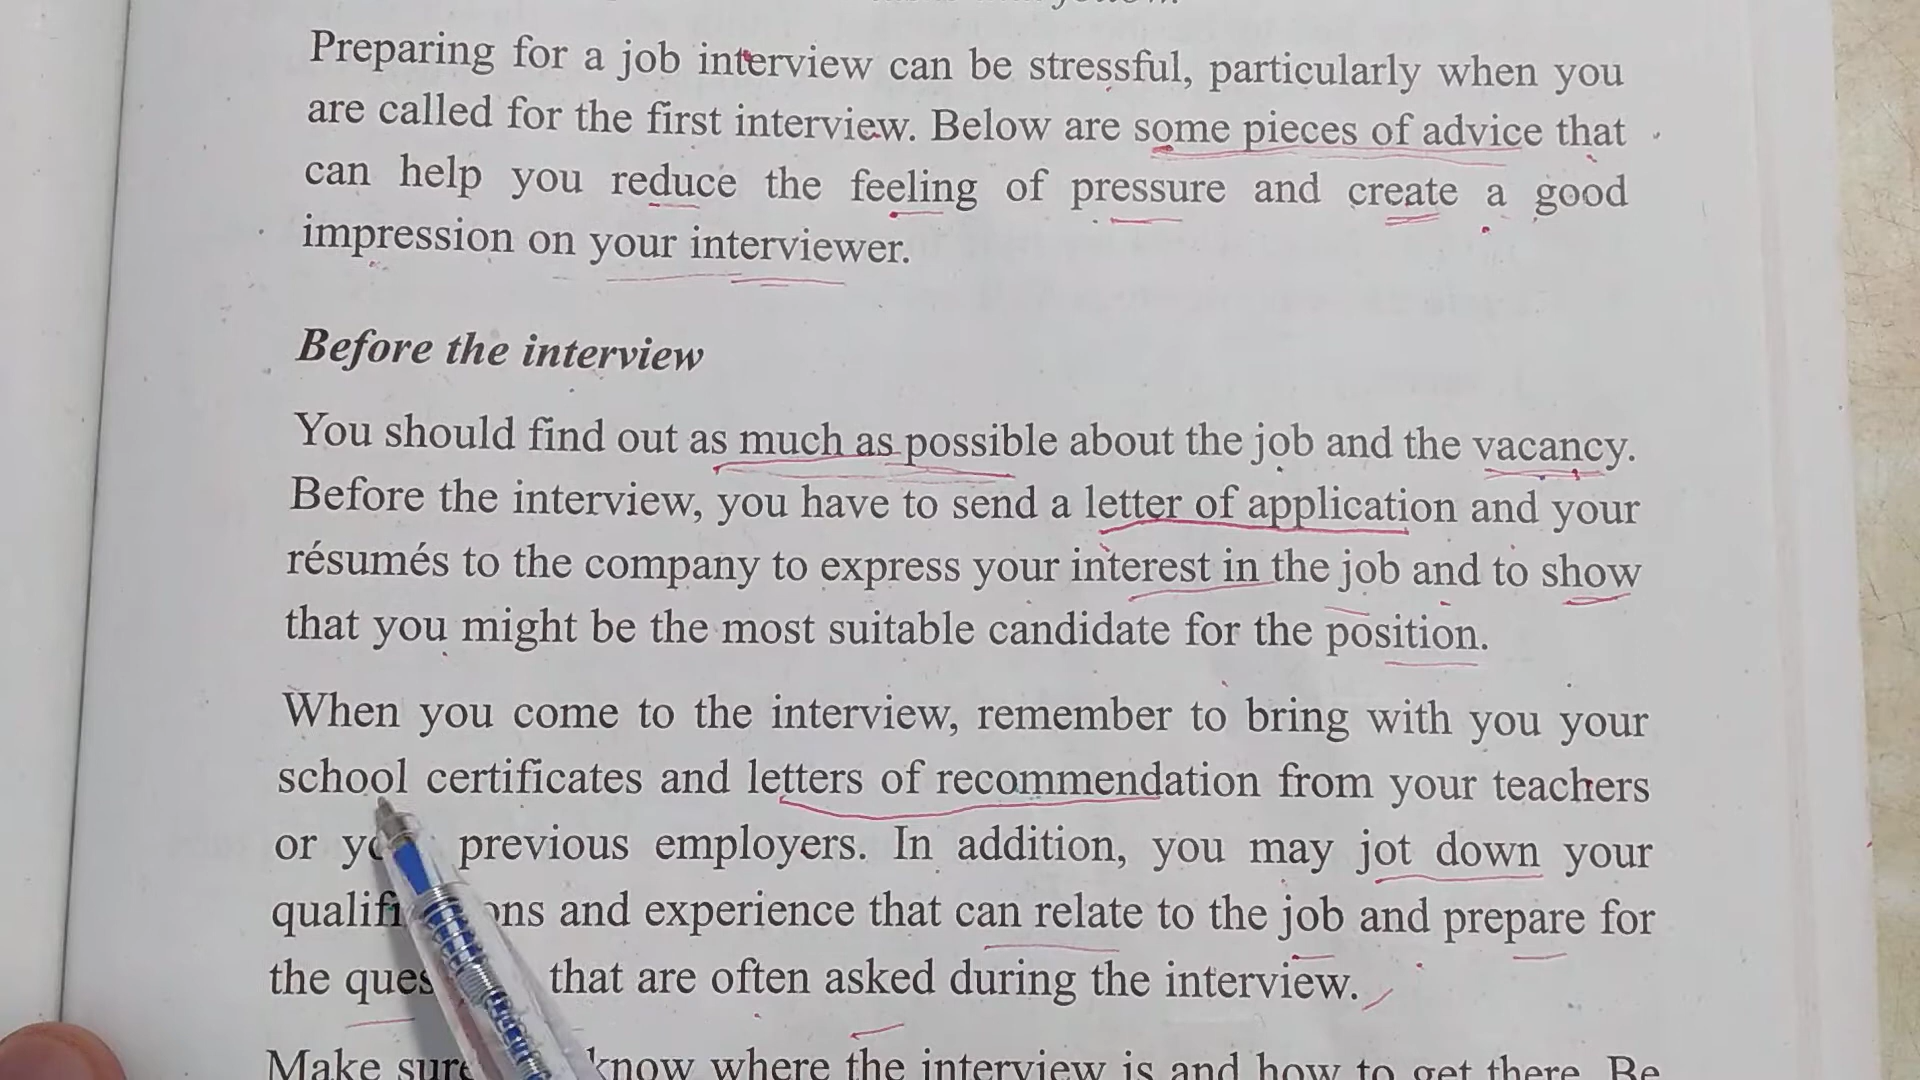 Preparing for a job interview can be stressful, particularly when you
are called for the first interview. Below are some pieces of advice that
can help you reduce the feeling of pressure and create a good
impression on your interviewer.
Before the interview
You should find out as much as possible about the job and the vacancy.
Before the interview, you have to send a letter of application and your
résumés to the company to express your interest in the job and to show
that you might be the most suitable candidate for the position.
When you come to the interview, remember to bring with you your
school certificates and letters of recommendation from your teachers
or previous employers. In addition, you may jot down your
and experience that can relate to the job and prepare for
the that are often asked during the interview.
Make sure know where the interview is and how to get there. Be